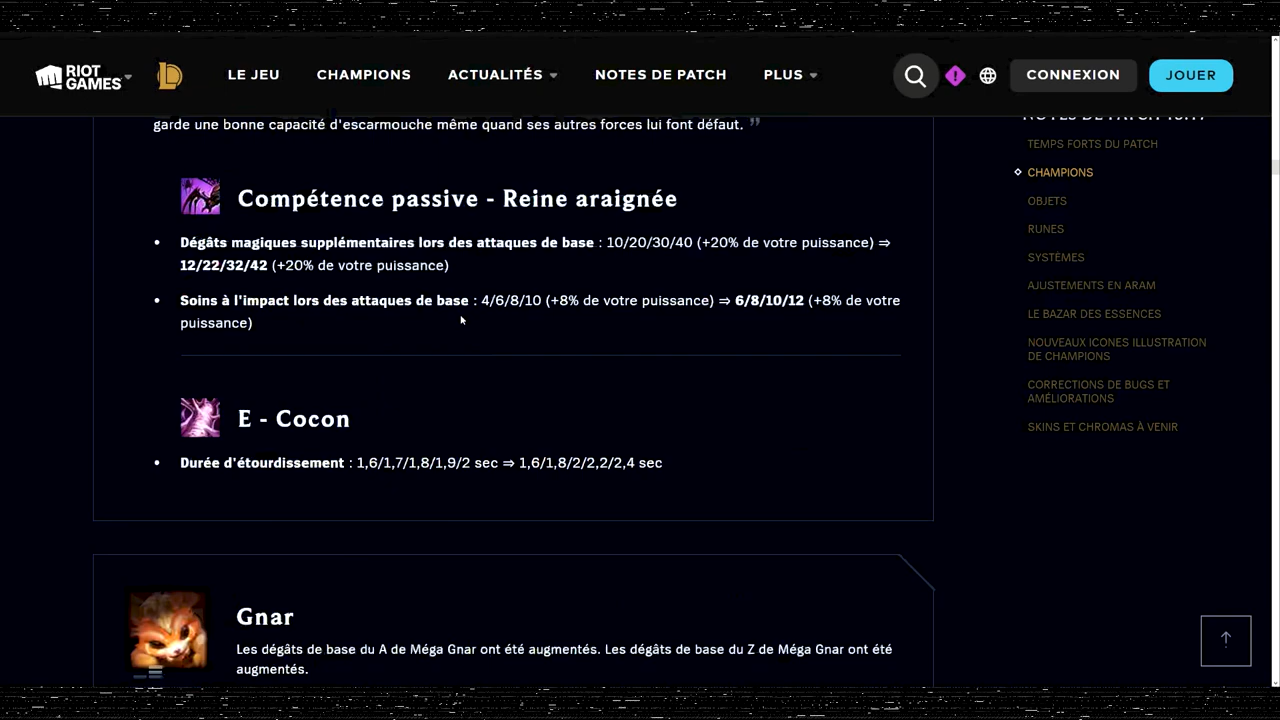 RIOT GAMES
LE JEU
CHAMPIONS
ACTUALITÉS
NOTES DE PATCH
PLUS
CONNEXION
JOUER
garde une bonne capacité d'escarmouche même quand ses autres forces lui font défaut. ”
Compétence passive - Reine araignée
• Dégâts magiques supplémentaires lors des attaques de base : 10/20/30/40 (+20% de votre puissance) ⇒
12/22/32/42 (+20% de votre puissance)
• Soins à l'impact lors des attaques de base : 4/6/8/10 (+8% de votre puissance) ⇒ 6/8/10/12 (+8% de votre
puissance)
E - Cocon
• Durée d'étourdissement : 1,6/1,7/1,8/1,9/2 sec ⇒ 1,6/1,8/2/2,2/2,4 sec
Gnar
Les dégâts de base du A de Méga Gnar ont été augmentés. Les dégâts de base du Z de Méga Gnar ont été
augmentés.
NOTES DE PATCH
TEMPS FORTS DU PATCH
CHAMPIONS
OBJETS
RUNES
SYSTÈMES
AJUSTEMENTS EN ARAM
LE BAZAR DES ESSENCES
NOUVEAUX ICONES ILLUSTRATION
DE CHAMPIONS
CORRECTIONS DE BUGS ET
AMÉLIORATIONS
SKINS ET CHROMAS À VENIR